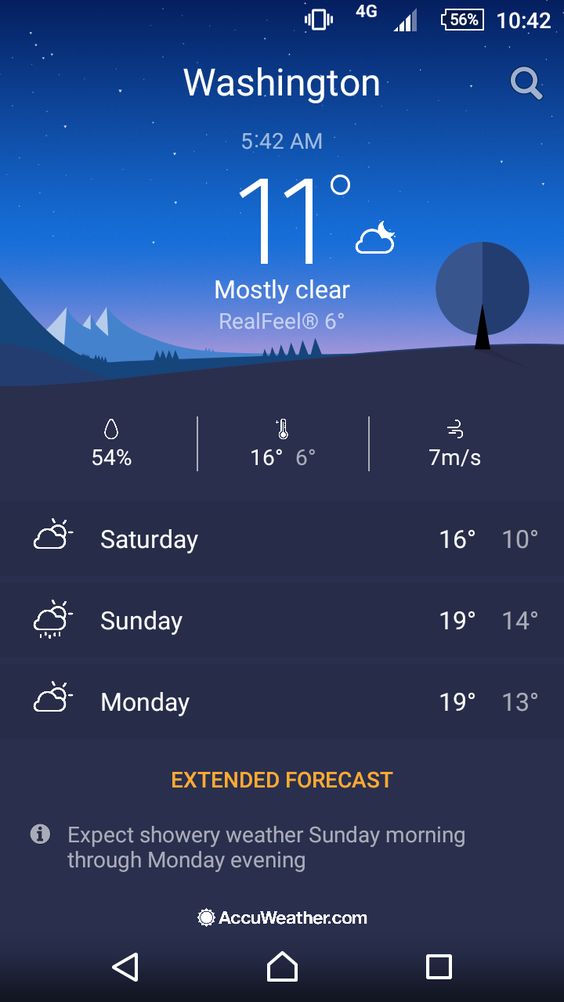 4G 56% 10:42
Washington
5:42 AM
11°
Mostly clear
RealFeel® 6°
54% 16° 6° 7m/s
Saturday 16° 10°
Sunday 19° 14°
Monday 19° 13°
EXTENDED FORECAST
Expect showery weather Sunday morning
through Monday evening
AccuWeather.com